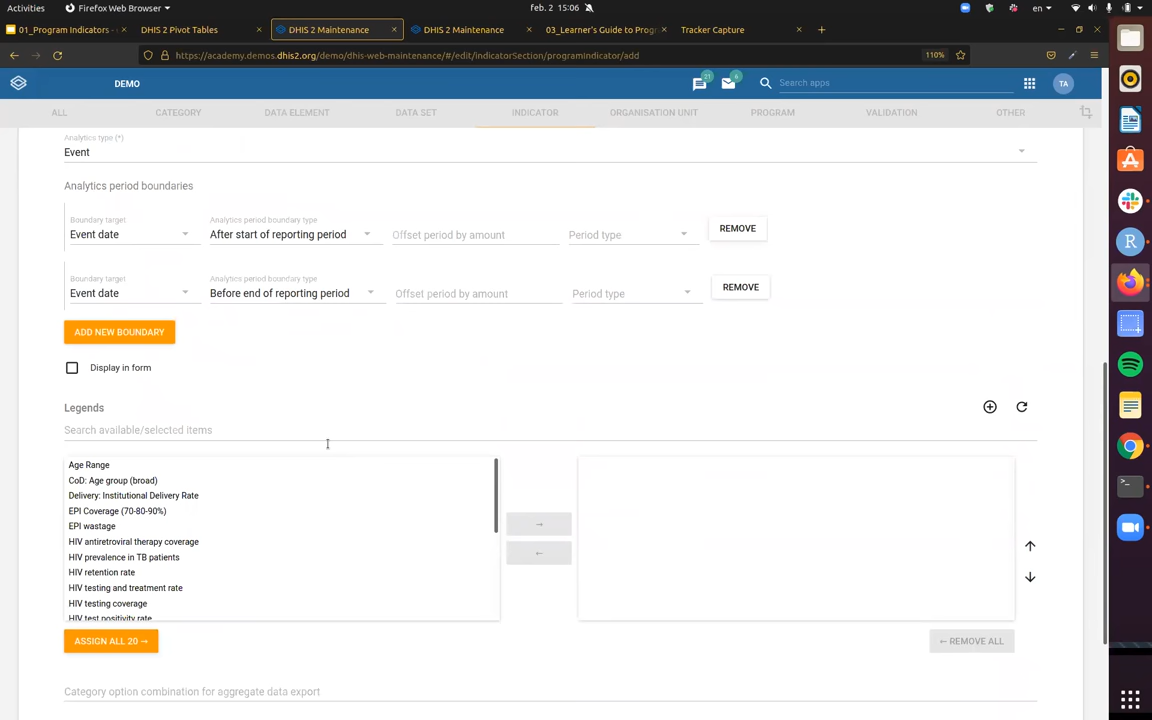 Activities Firefox Web Browser feb. 2 15:06 en
01_Program Indicators - DHIS 2 Pivot Tables DHIS 2 Maintenance DHIS 2 Maintenance 03_Learner's Guide to Progr Tracker Capture
https://academy.demos.dhis2.org/demo/dhis-web-maintenance/#/edit/indicatorSection/programIndicator/add 110%
DEMO 21 6 Search apps TA
ALL CATEGORY DATA ELEMENT DATA SET INDICATOR ORGANISATION UNIT PROGRAM VALIDATION OTHER
Analytics type (*)
Event
Analytics period boundaries
Boundary target Analytics period boundary type
Event date After start of reporting period Offset period by amount Period type REMOVE
Boundary target Analytics period boundary type
Event date Before end of reporting period Offset period by amount Period type REMOVE
ADD NEW BOUNDARY
Display in form
Legends
Search available/selected items
Age Range
CoD: Age group (broad)
Delivery: Institutional Delivery Rate
EPI Coverage (70-80-90%)
EPI wastage
HIV antiretroviral therapy coverage
HIV prevalence in TB patients
HIV retention rate
HIV testing and treatment rate
HIV testing coverage
HIV test positivity rate
ASSIGN ALL 20 → ← REMOVE ALL
Category option combination for aggregate data export